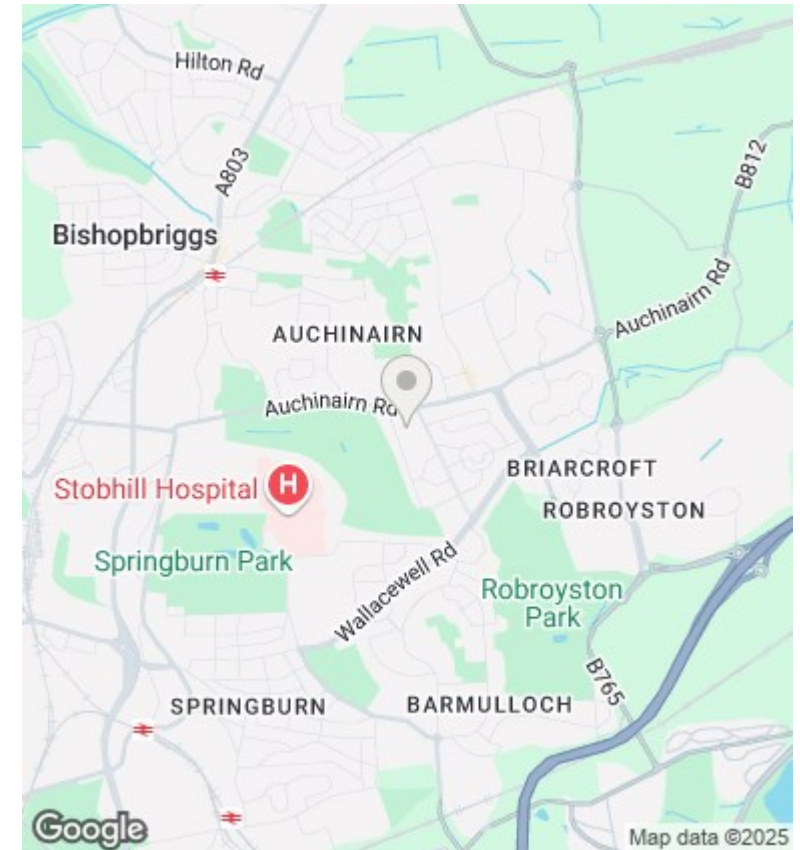 Hilton Rd
A803
B812
Bishopbriggs
Auchinairn Rd
AUCHINAIRN
Auchinairn Rd
BRIARCROFT
Stobhill Hospital
H
ROBROYSTON
Springburn Park
Wallacewell Rd
Robroyston
Park
B765
SPRINGBURN
BARMULLOCH
Google
Map data ©2025